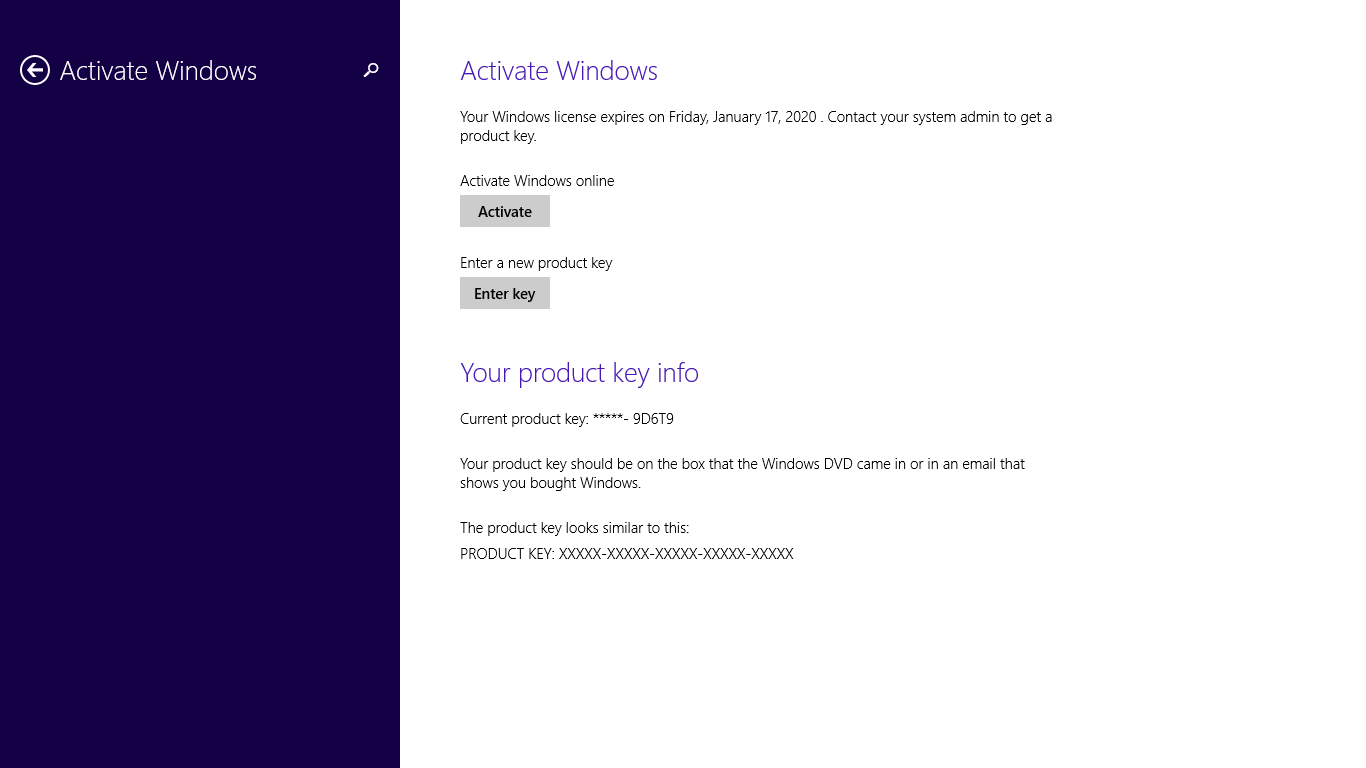 Activate Windows
Activate Windows
Your Windows license expires on Friday, January 17, 2020 . Contact your system admin to get a
product key.
Activate Windows online
Activate
Enter a new product key
Enter key
Your product key info
Current product key: *****- 9D6T9
Your product key should be on the box that the Windows DVD came in or in an email that
shows you bought Windows.
The product key looks similar to this:
PRODUCT KEY: XXXXX-XXXXX-XXXXX-XXXXX-XXXXX